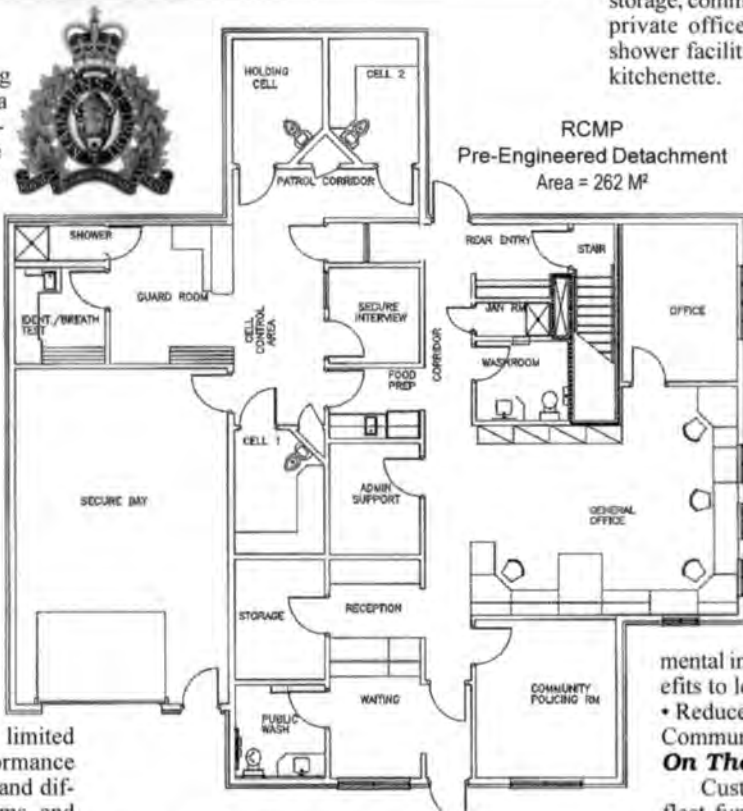 storage, comm
private office
shower facilit
kitchenette.
ng
a
RCMP
Pre-Engineered Detachment
Area = 262 M²
HOLDING
CELL
CELL 2
PATROL CORRIDOR
SHOWER
GUARD ROOM
IDENT./BREATH
TEST
CELL
CONTROL
AREA
SECURE
INTERVIEW
FOOD
PREP
CORRIDOR
REAR ENTRY
STAIR
JAN RM
WASHROOM
OFFICE
CELL 1
SECURE BAY
ADMIN
SUPPORT
GENERAL
OFFICE
STORAGE
RECEPTION
WAITING
PUBLIC
WASH
COMMUNITY
POLICING RM
limited
ormance
and dif-
ms and
mental in
efits to lo
• Reduce
Commun
On The
Cust
fleet fun